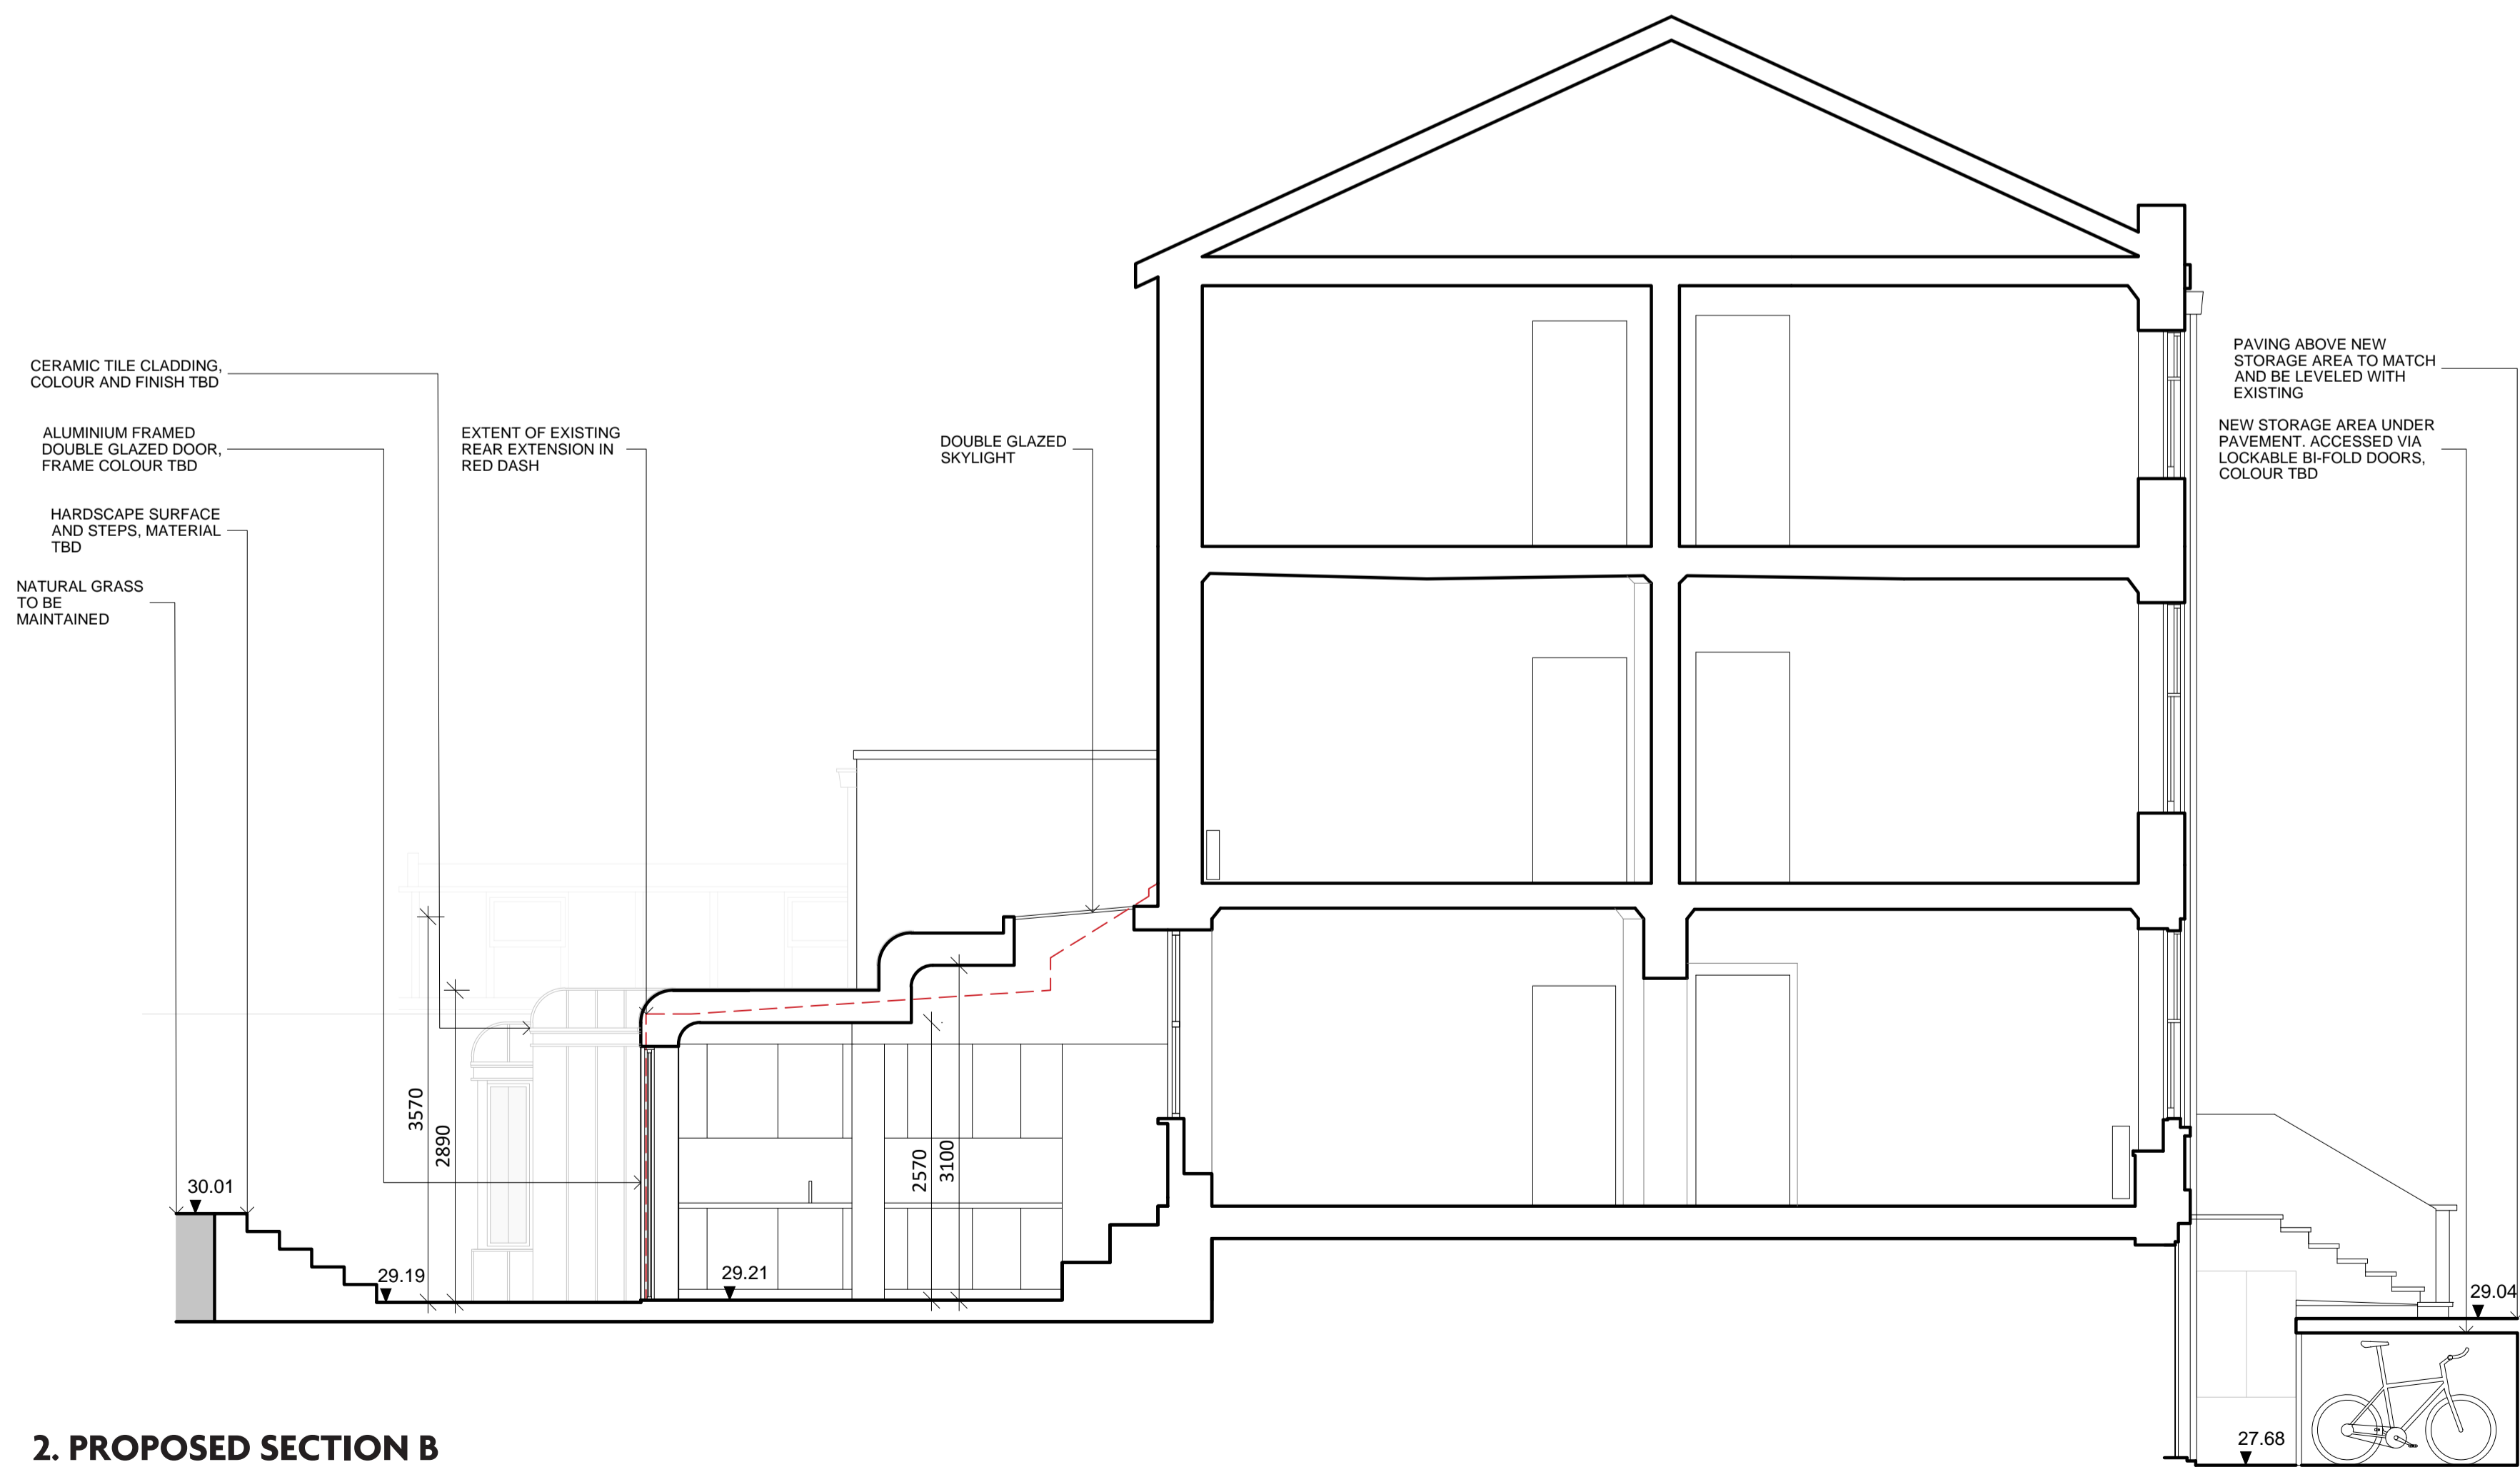 CERAMIC TILE CLADDING,
COLOUR AND FINISH TBD
ALUMINIUM FRAMED
DOUBLE GLAZED DOOR,
FRAME COLOUR TBD
HARDSCAPE SURFACE
AND STEPS, MATERIAL
TBD
NATURAL GRASS
TO BE
MAINTAINED
EXTENT OF EXISTING
REAR EXTENSION IN
RED DASH
DOUBLE GLAZED
SKYLIGHT
PAVING ABOVE NEW
STORAGE AREA TO MATCH
AND BE LEVELED WITH
EXISTING
NEW STORAGE AREA UNDER
PAVEMENT. ACCESSED VIA
LOCKABLE BI-FOLD DOORS,
COLOUR TBD
3570
2890
2570
3100
30.01
29.19
29.21
29.04
27.68
2. PROPOSED SECTION B